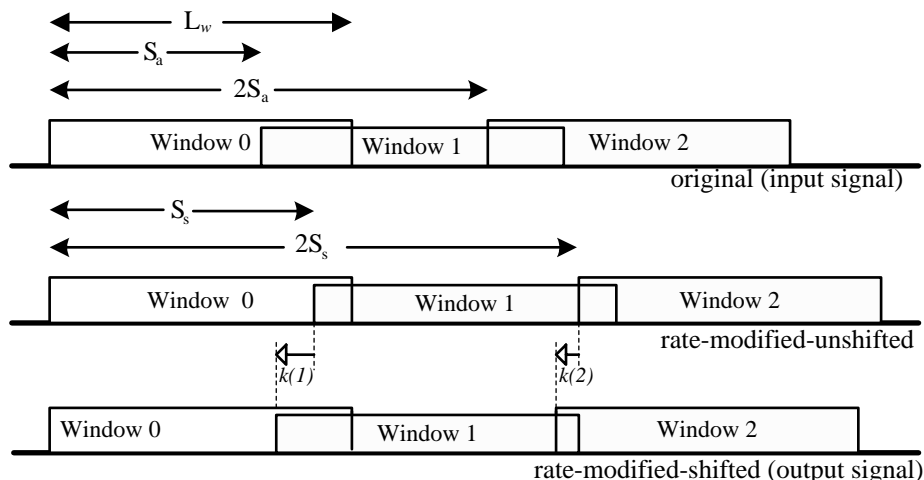 L_w
S_a
2S_a
Window 0
Window 1
Window 2
original (input signal)
S_s
2S_s
Window 0
Window 1
Window 2
rate-modified-unshifted
k(1)
k(2)
Window 0
Window 1
Window 2
rate-modified-shifted (output signal)